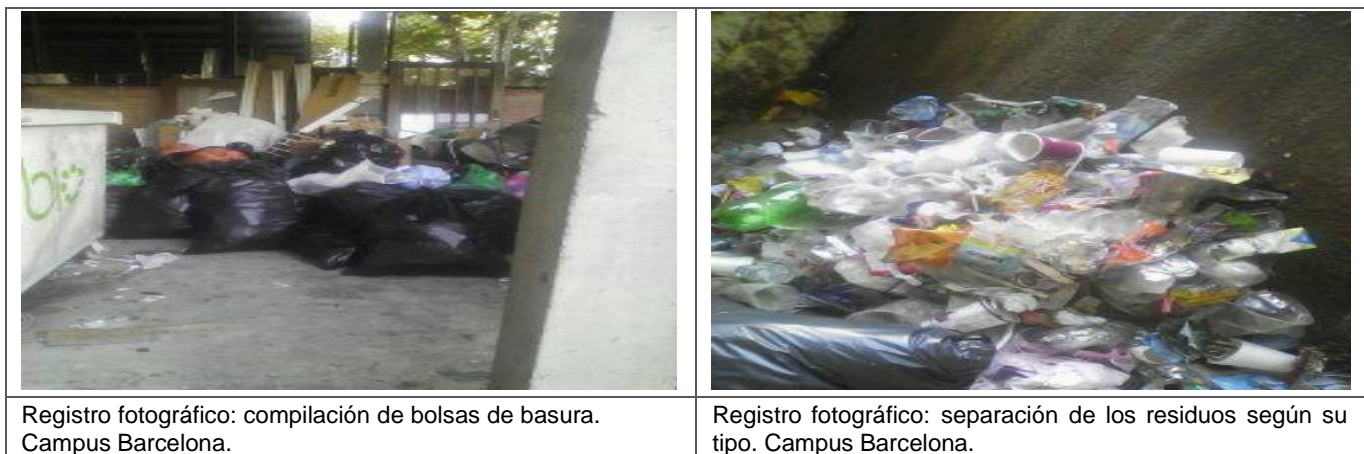 Registro fotográfico: compilación de bolsas de basura.
Campus Barcelona.
Registro fotográfico: separación de los residuos según su
tipo. Campus Barcelona.